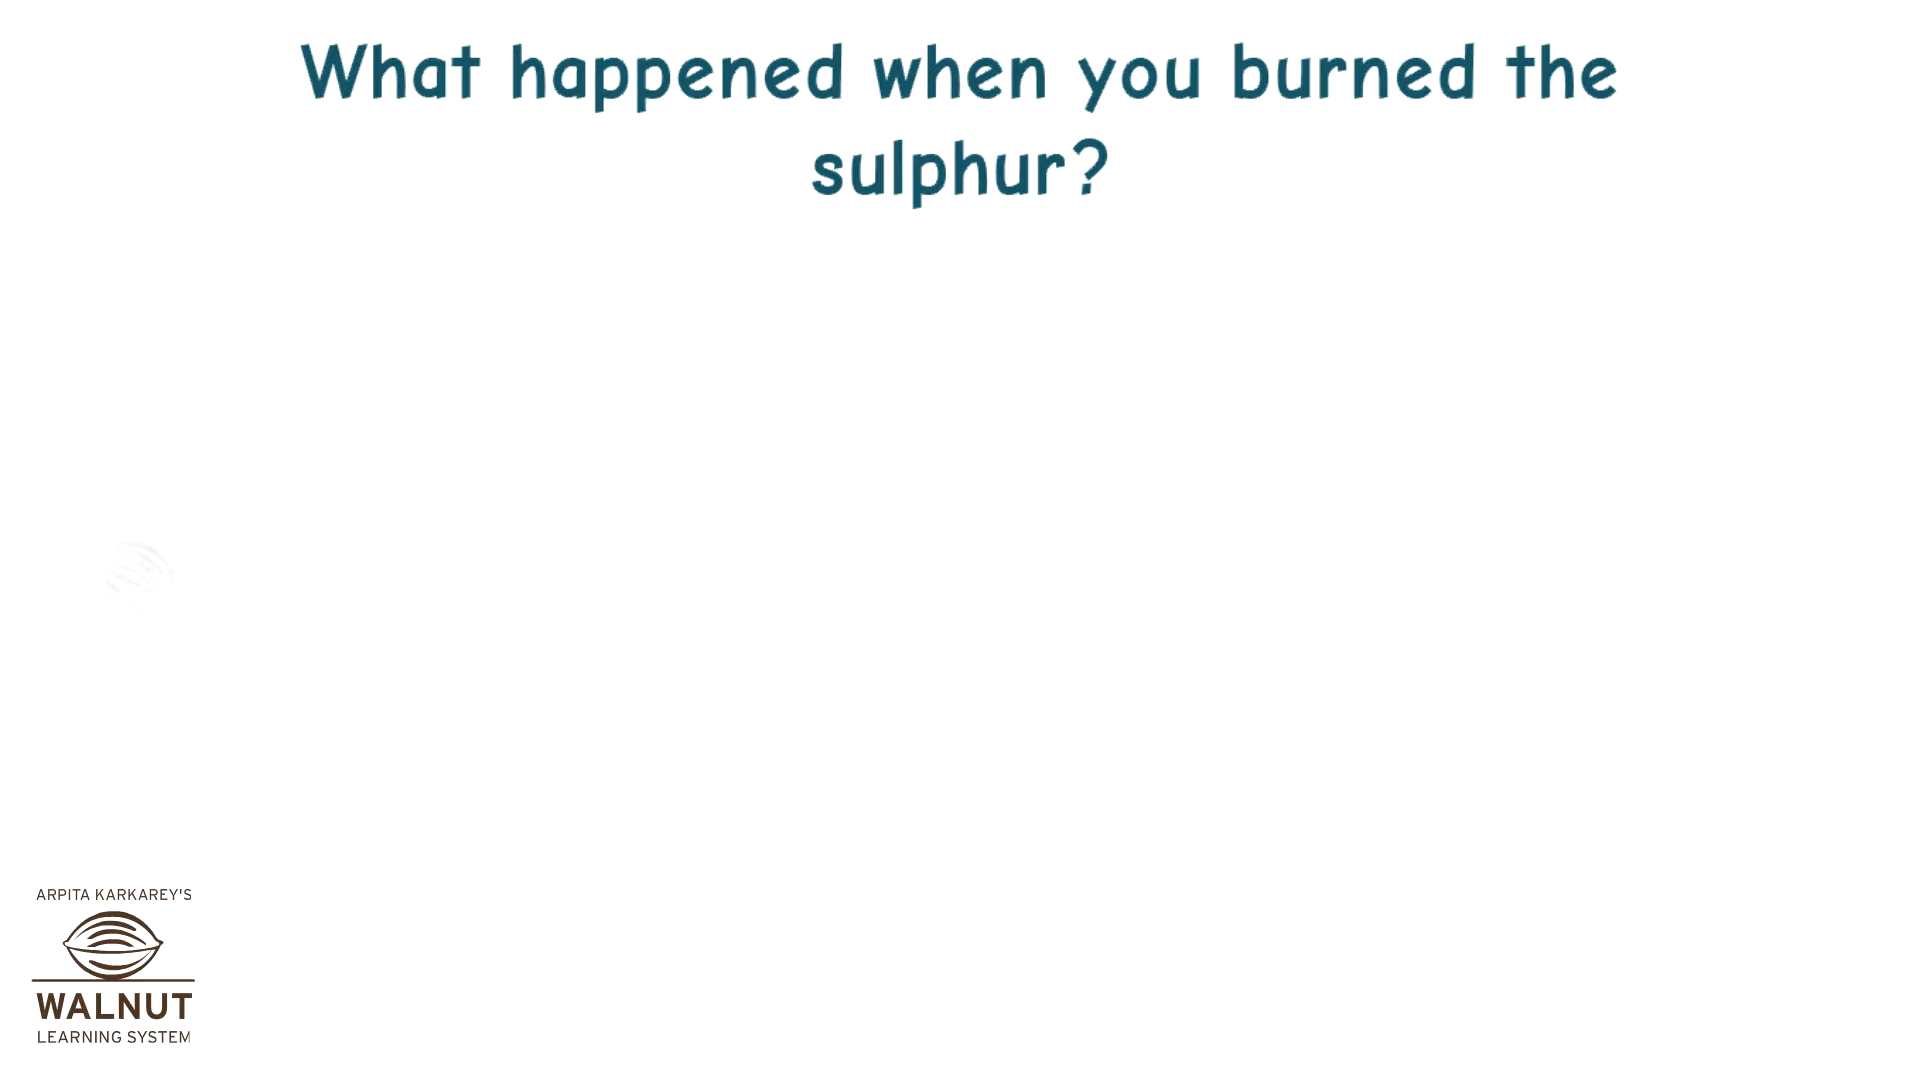 What happened when you burned the
sulphur?
ARPITA KARKAREY'S
WALNUT
LEARNING SYSTEM